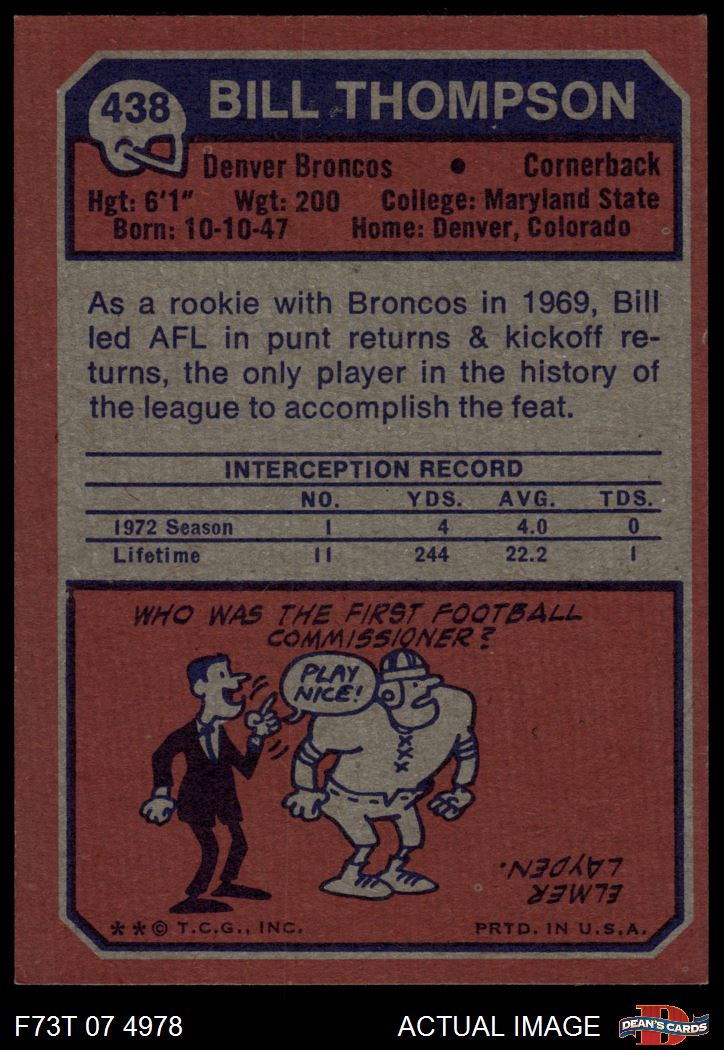 438 BILL THOMPSON
Denver Broncos • Cornerback
Hgt: 6'1" Wgt: 200 College: Maryland State
Born: 10-10-47 Home: Denver, Colorado
As a rookie with Broncos in 1969, Bill
led AFL in punt returns & kickoff re-
turns, the only player in the history of
the league to accomplish the feat.
INTERCEPTION RECORD
NO. YDS. AVG. TDS.
1972 Season 1 4 4.0 0
Lifetime 11 244 22.2 1
WHO WAS THE FIRST FOOTBALL
COMMISSIONER?
PLAY
NICE!
ELMER
LAYDEN.
**© T.C.G., INC. PRTD. IN U.S.A.
F73T 07 4978 ACTUAL IMAGE
D
DEAN'S CARDS